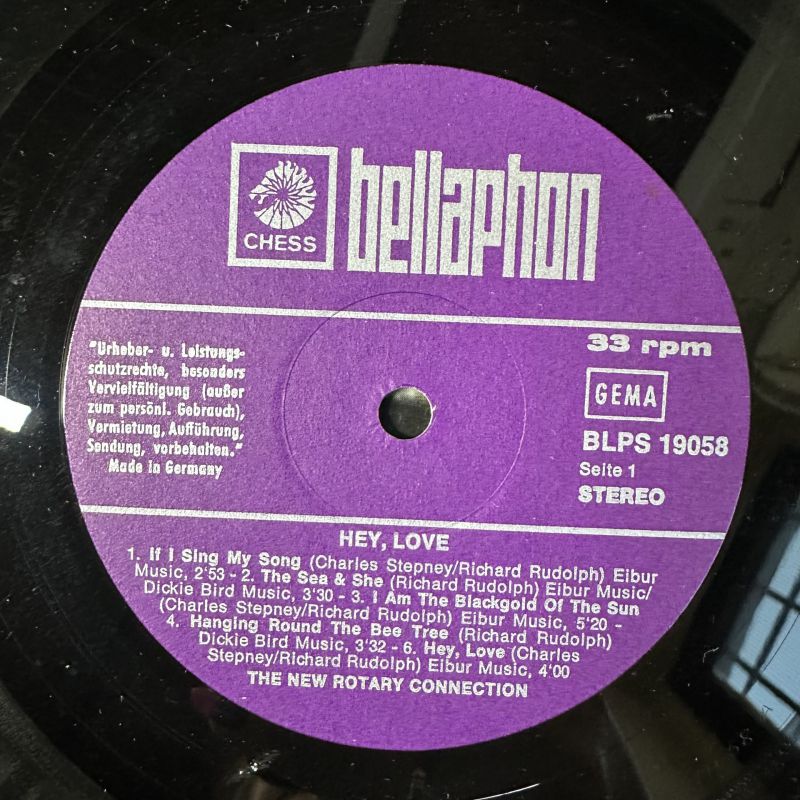 CHESS
bellaphon
"Urheber- u. Leistungs-
schutzrechte, besonders
Vervielfältigung (außer
zum persönl. Gebrauch),
Vermietung, Aufführung,
Sendung, vorbehalten."
Made in Germany
33 rpm
GEMA
BLPS 19058
Seite 1
STEREO
HEY, LOVE
1. If I Sing My Song (Charles Stepney/Richard Rudolph) Eibur
Music, 2'53 - 2. The Sea & She (Richard Rudolph) Eibur Music/
Dickie Bird Music, 3'30 - 3. I Am The Blackgold Of The Sun
(Charles Stepney/Richard Rudolph) Eibur Music, 5'20 -
4. Hanging Round The Bee Tree (Richard Rudolph)
Dickie Bird Music, 3'32 - 6. Hey, Love (Charles
Stepney/Richard Rudolph) Eibur Music, 4'00
THE NEW ROTARY CONNECTION